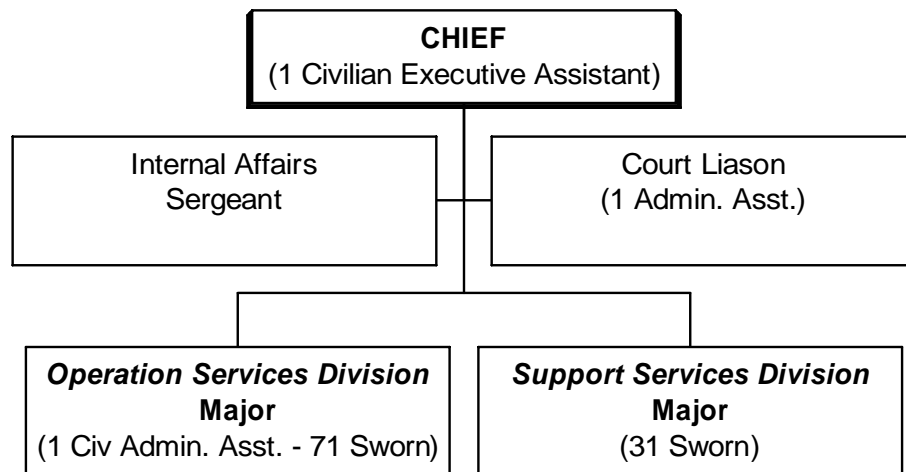 CHIEF
(1 Civilian Executive Assistant)
Internal Affairs
Sergeant
Court Liason
(1 Admin. Asst.)
Operation Services Division
Major
(1 Civ Admin. Asst. - 71 Sworn)
Support Services Division
Major
(31 Sworn)